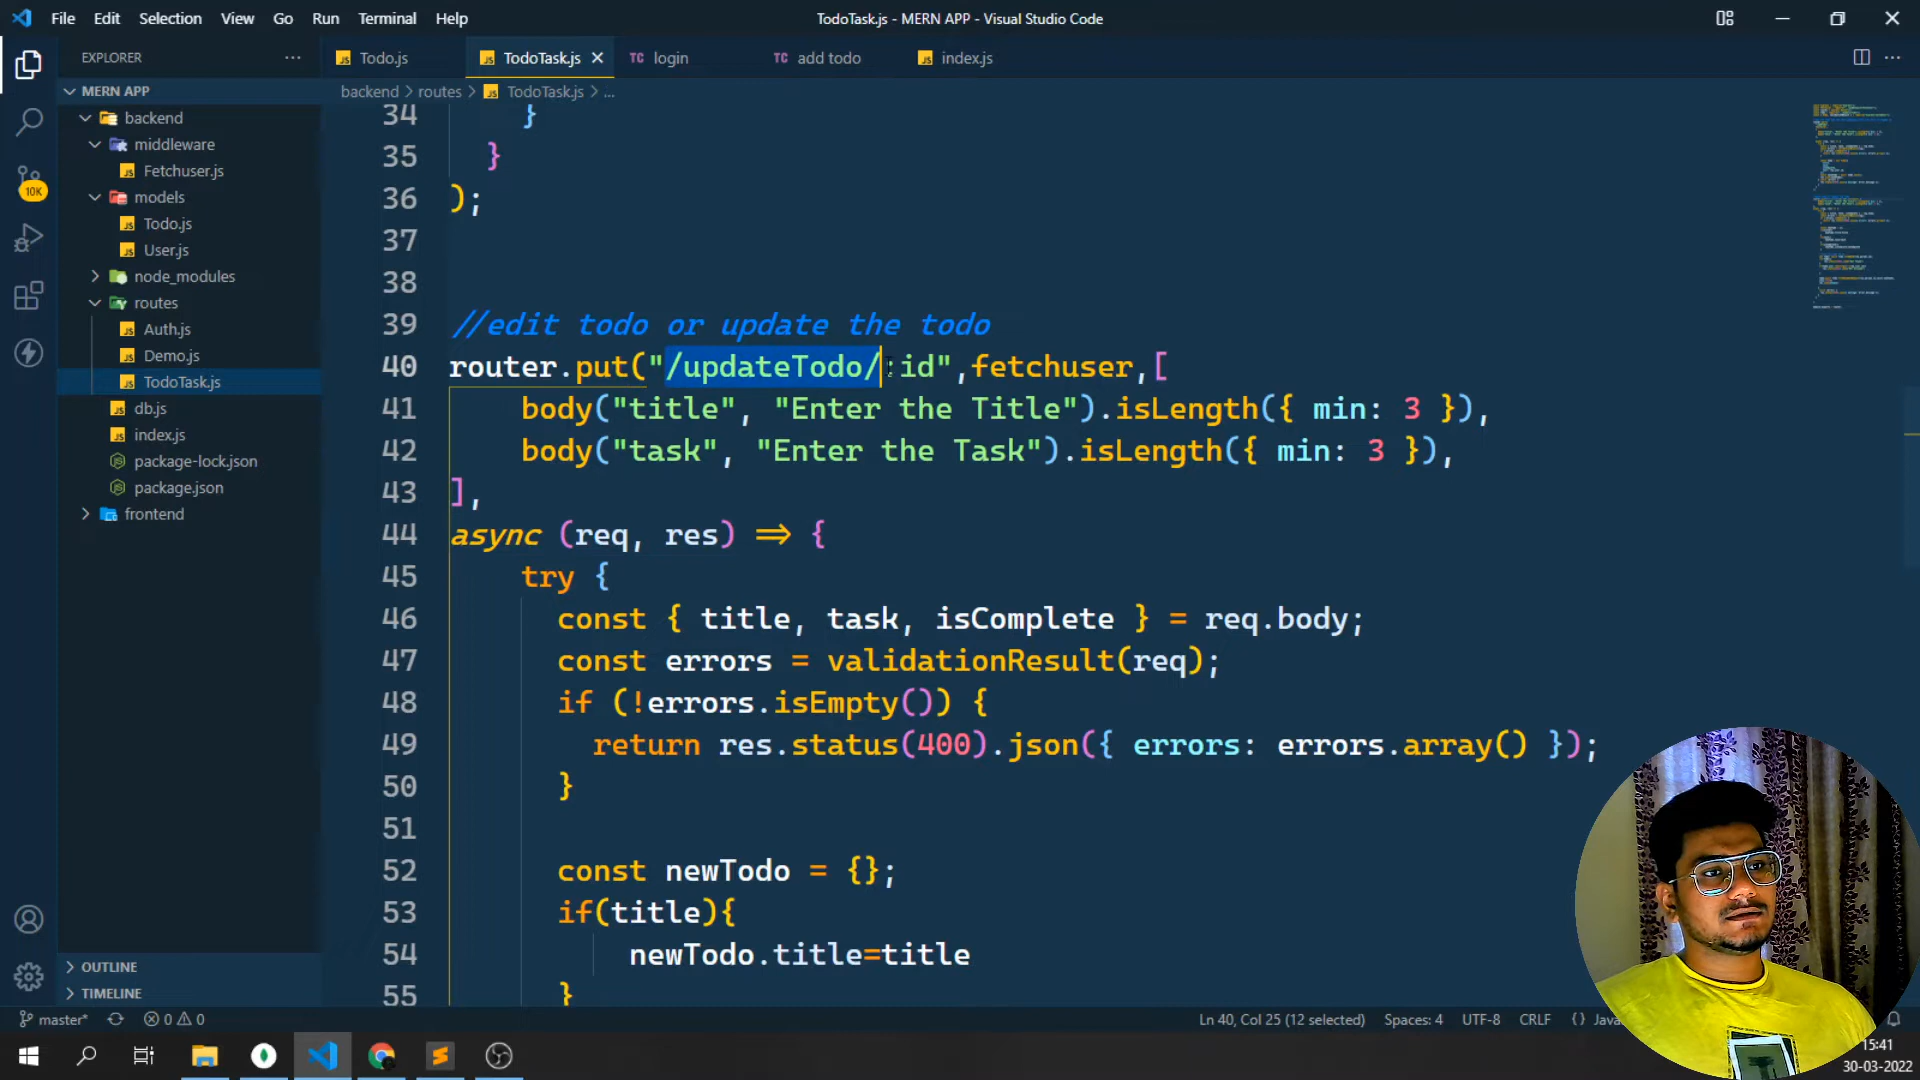 File Edit Selection View Go Run Terminal Help
TodoTask.js - MERN APP - Visual Studio Code
EXPLORER
Todo.js
TodoTask.js
TC login
TC add todo
index.js
MERN APP
backend
middleware
Fetchuser.js
models
Todo.js
User.js
node_modules
routes
Auth.js
Demo.js
TodoTask.js
db.js
index.js
package-lock.json
package.json
frontend
OUTLINE
TIMELINE
10K
backend > routes > TodoTask.js > ...
34 }
35 }
36 );
37
38
39 //edit todo or update the todo
40 router.put("/updateTodo/:id",fetchuser,[
41 body("title", "Enter the Title").isLength({ min: 3 }),
42 body("task", "Enter the Task").isLength({ min: 3 }),
43 ],
44 async (req, res) => {
45 try {
46 const { title, task, isComplete } = req.body;
47 const errors = validationResult(req);
48 if (!errors.isEmpty()) {
49 return res.status(400).json({ errors: errors.array() });
50 }
51
52 const newTodo = {};
53 if(title){
54 newTodo.title=title
55 }
master* 0 0
Ln 40, Col 25 (12 selected) Spaces: 4 UTF-8 CRLF {}
15:41
30-03-2022